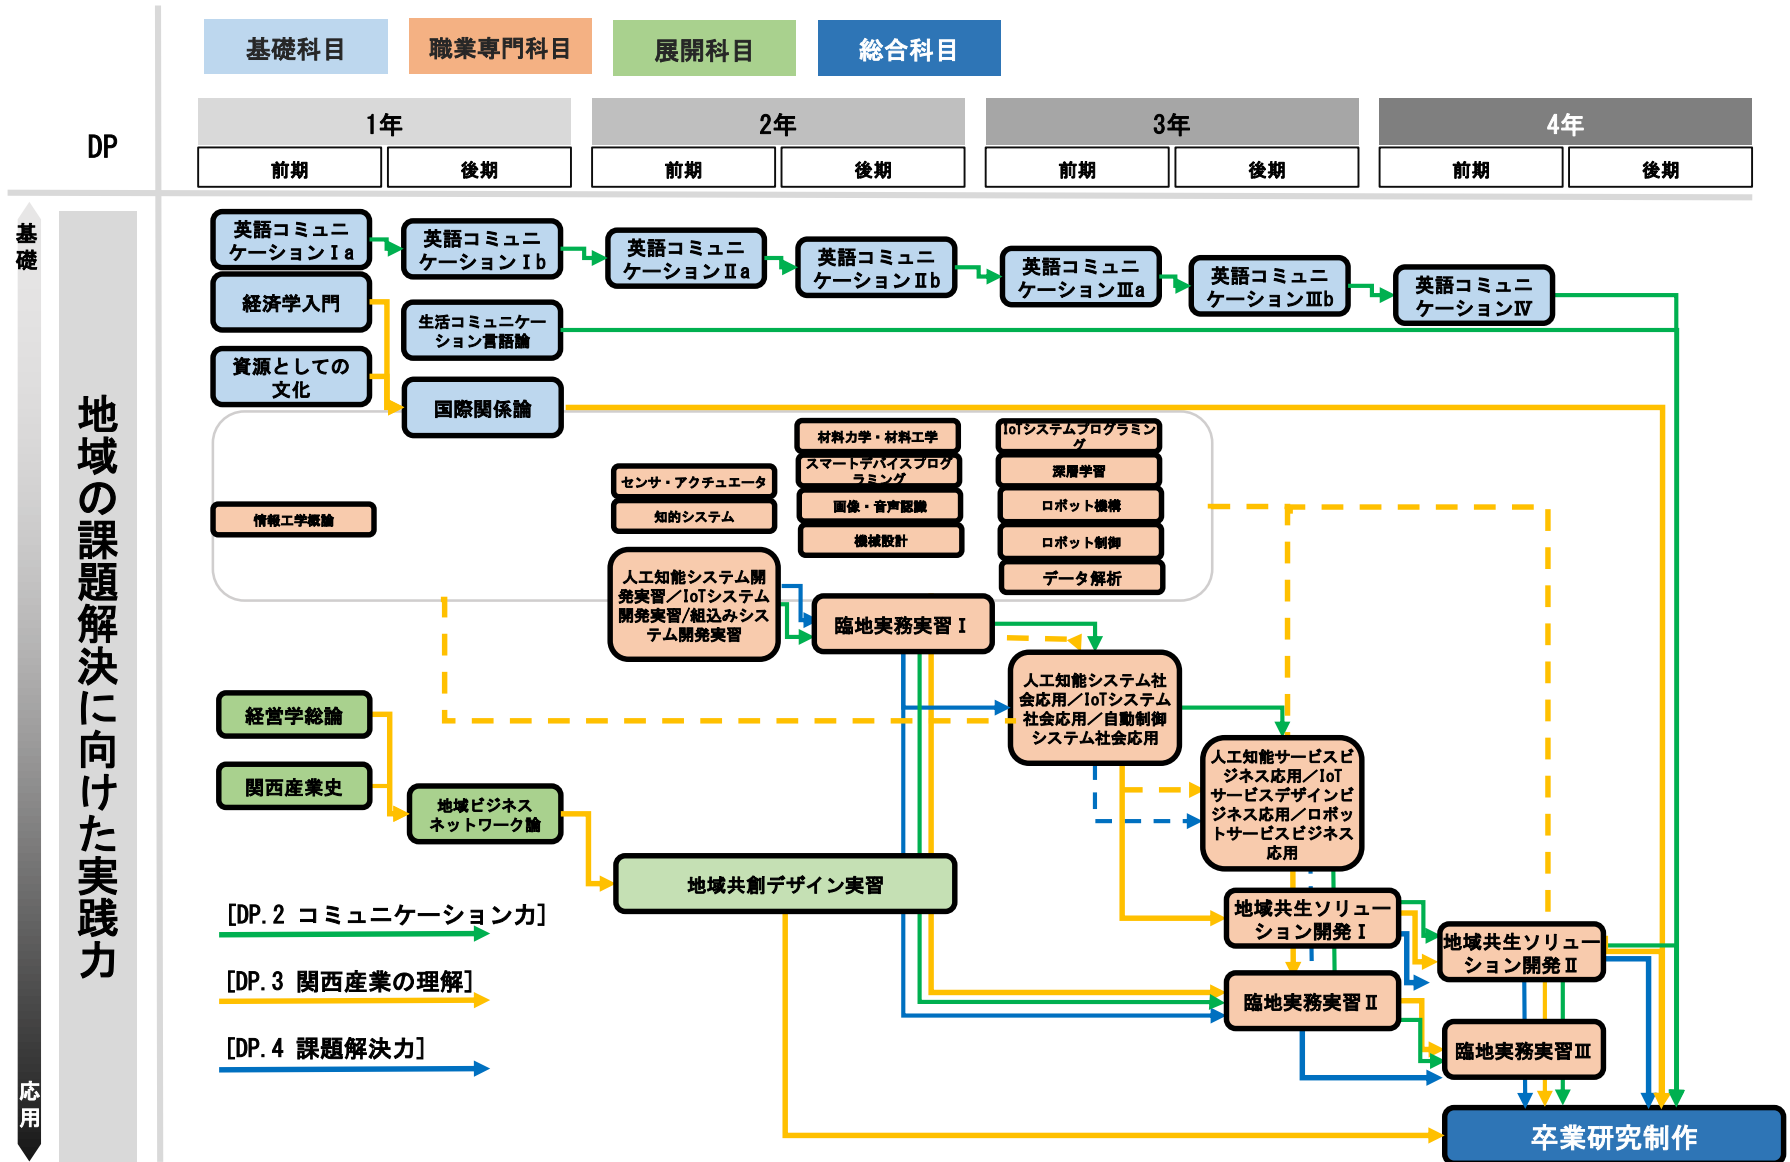 基礎科目
職業専門科目
展開科目
総合科目
DP
1年
2年
3年
4年
前期
後期
前期
後期
前期
後期
前期
後期
基礎
応用
地域の課題解決に向けた実践力
英語コミュニ
ケーションⅠa
英語コミュニ
ケーションⅠb
英語コミュニ
ケーションⅡa
英語コミュニ
ケーションⅡb
英語コミュニ
ケーションⅢa
英語コミュニ
ケーションⅢb
英語コミュニ
ケーションⅣ
経済学入門
生活コミュニケー
ション言語論
資源としての
文化
国際関係論
情報工学概論
センサ・アクチュエータ
知的システム
材料力学・材料工学
スマートデバイスプログ
ラミング
画像・音声認識
機械設計
IoTシステムプログラミン
グ
深層学習
ロボット機構
ロボット制御
データ解析
人工知能システム開
発実習／IoTシステム
開発実習/組込みシス
テム開発実習
臨地実務実習Ⅰ
人工知能システム社
会応用／IoTシステム
社会応用／自動制御
システム社会応用
人工知能サービスビ
ジネス応用／IoT
サービスデザインビ
ジネス応用／ロボッ
トサービスビジネス
応用
経営学総論
関西産業史
地域ビジネス
ネットワーク論
地域共創デザイン実習
地域共生ソリュー
ション開発Ⅰ
地域共生ソリュー
ション開発Ⅱ
臨地実務実習Ⅱ
臨地実務実習Ⅲ
卒業研究制作
[DP.2 コミュニケーション力]
[DP.3 関西産業の理解]
[DP.4 課題解決力]